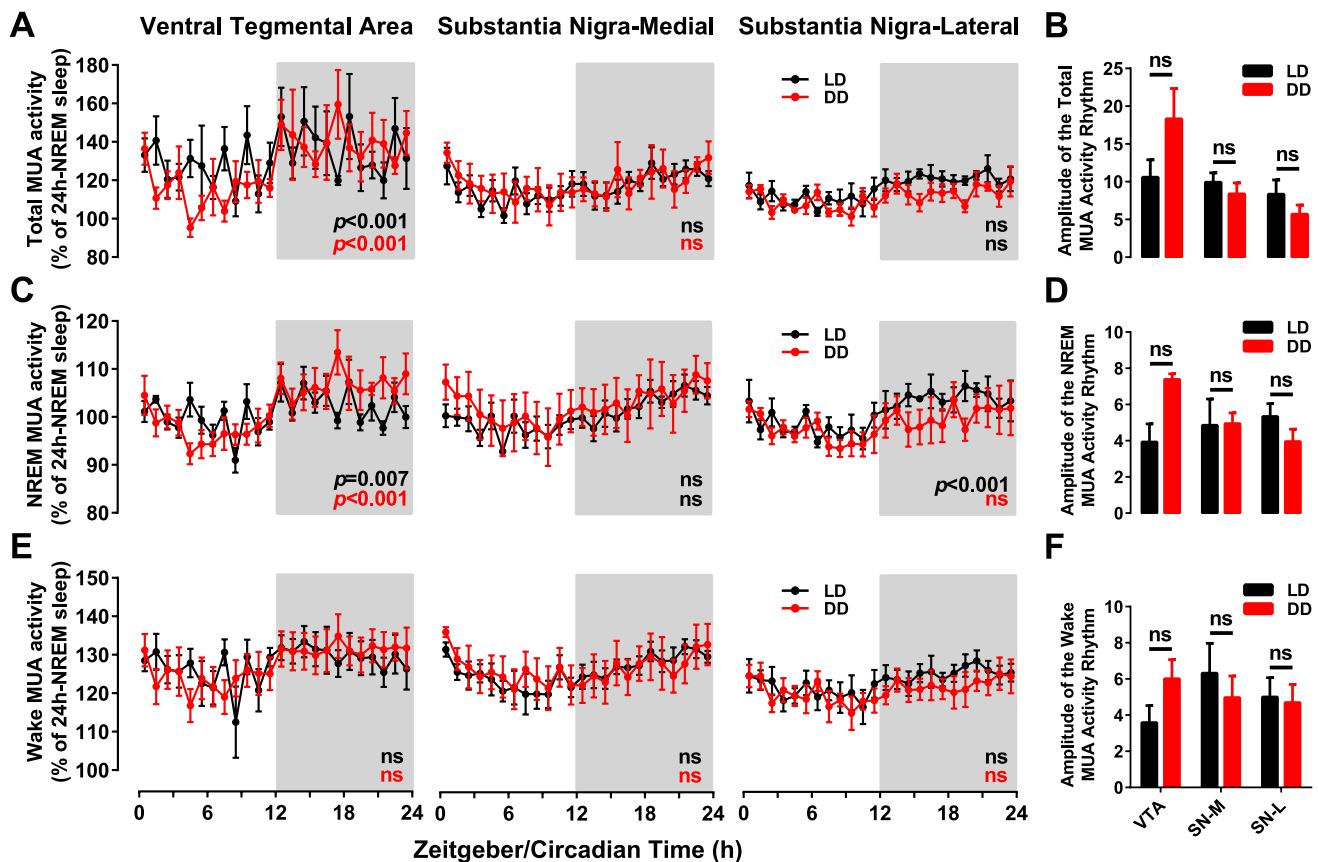 A
Ventral Tegmental Area
Substantia Nigra-Medial
Substantia Nigra-Lateral
Total MUA activity
(% of 24h-NREM sleep)
180
160
140
120
100
80
p<0.001
p<0.001
ns
ns
LD
DD
ns
ns
B
Amplitude of the Total
MUA Activity Rhythm
25
20
15
10
5
0
ns
ns
ns
LD
DD
C
NREM MUA activity
(% of 24h-NREM sleep)
120
110
100
90
80
p=0.007
p<0.001
ns
ns
LD
DD
p<0.001
ns
D
Amplitude of the NREM
MUA Activity Rhythm
10
8
6
4
2
0
ns
ns
ns
LD
DD
E
Wake MUA activity
(% of 24h-NREM sleep)
150
140
130
120
110
100
ns
ns
ns
ns
LD
DD
ns
ns
0 6 12 18 24
0 6 12 18 24
0 6 12 18 24
Zeitgeber/Circadian Time (h)
F
Amplitude of the Wake
MUA Activity Rhythm
10
8
6
4
2
0
ns
ns
ns
LD
DD
VTA
SN-M
SN-L